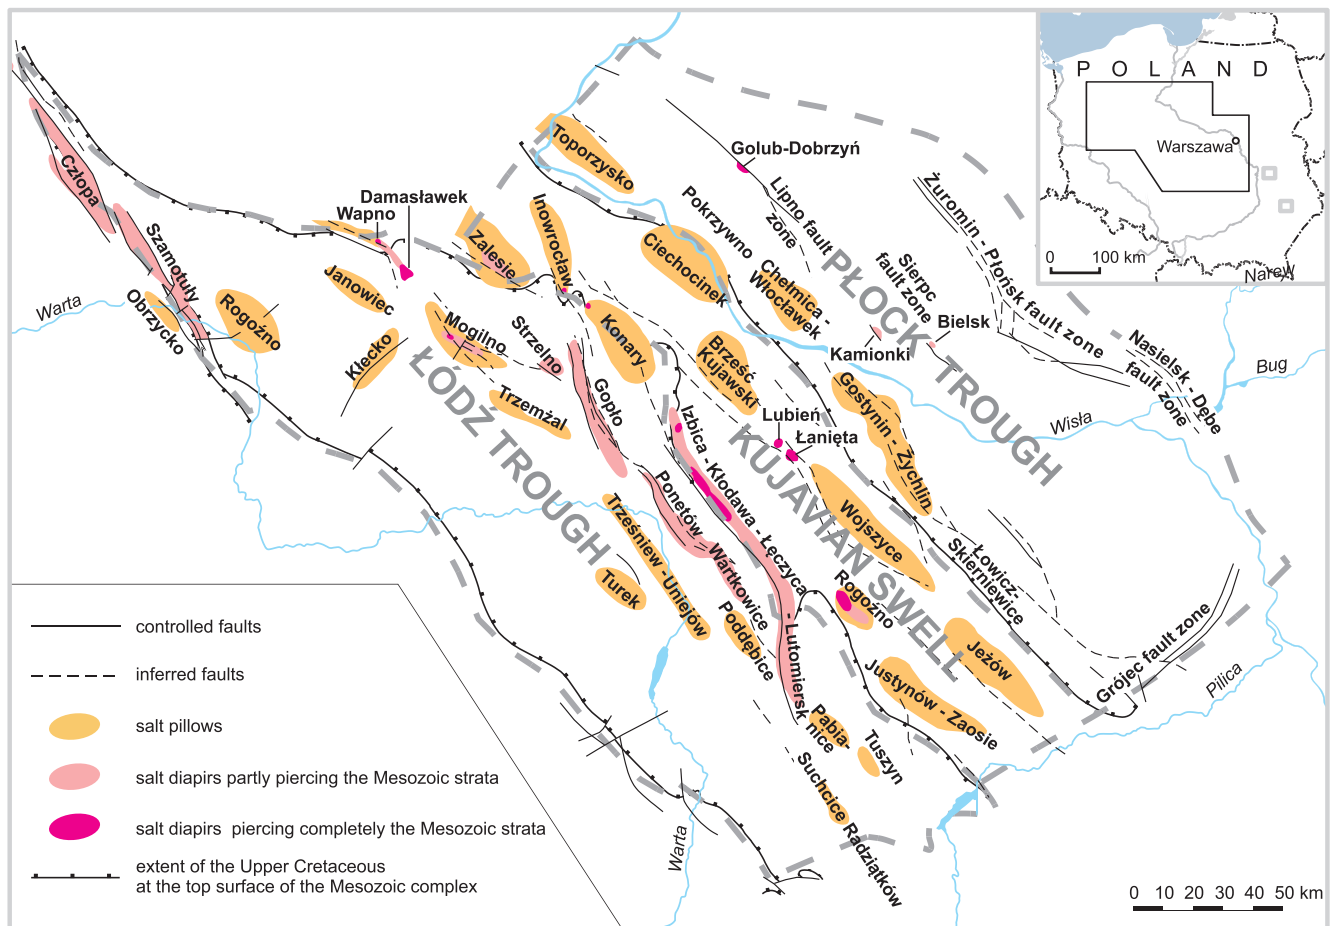 POLAND
Warszawa
0 100 km
Narew
Toporzysko
Golub-Dobrzyń
Człopa
Damasławek
Wapno
Inowrocław
Pokrzywno
Lipno fault
zone
Żuromin - Płońsk fault zone
Szamotuły
Zalesie
Ciechocinek
Chełmica -
Włocławek
Sierpc
fault zone
PŁOCK TROUGH
Warta
Obrzycko
Rogoźno
Janowiec
Kłecko
Mogilno
Strzelno
Konary
Brześć
Kujawski
Kamionki
Bielsk
Nasielsk - Dębe
fault zone
Bug
ŁÓDŹ TROUGH
Trzemżal
Gopło
Izbica - Kłodawa - Łęczyca - Lutomiersk
Lubień
Łanięta
Gostynin - Żychlin
Wisła
KUJAVIAN SWELL
Ponetów
Wartkowice
Trześniew -Uniejów
Wojszyce
Turek
Poddębice
Rogoźno
Łowicz-
Skierniewice
Grójec fault zone
Pilica
Jeżów
Justynów - Zaosie
Pabia-
nice
Tuszyn
Suchcice
Radziątków
Warta
controlled faults
inferred faults
salt pillows
salt diapirs partly piercing the Mesozoic strata
salt diapirs piercing completely the Mesozoic strata
extent of the Upper Cretaceous
at the top surface of the Mesozoic complex
0 10 20 30 40 50 km